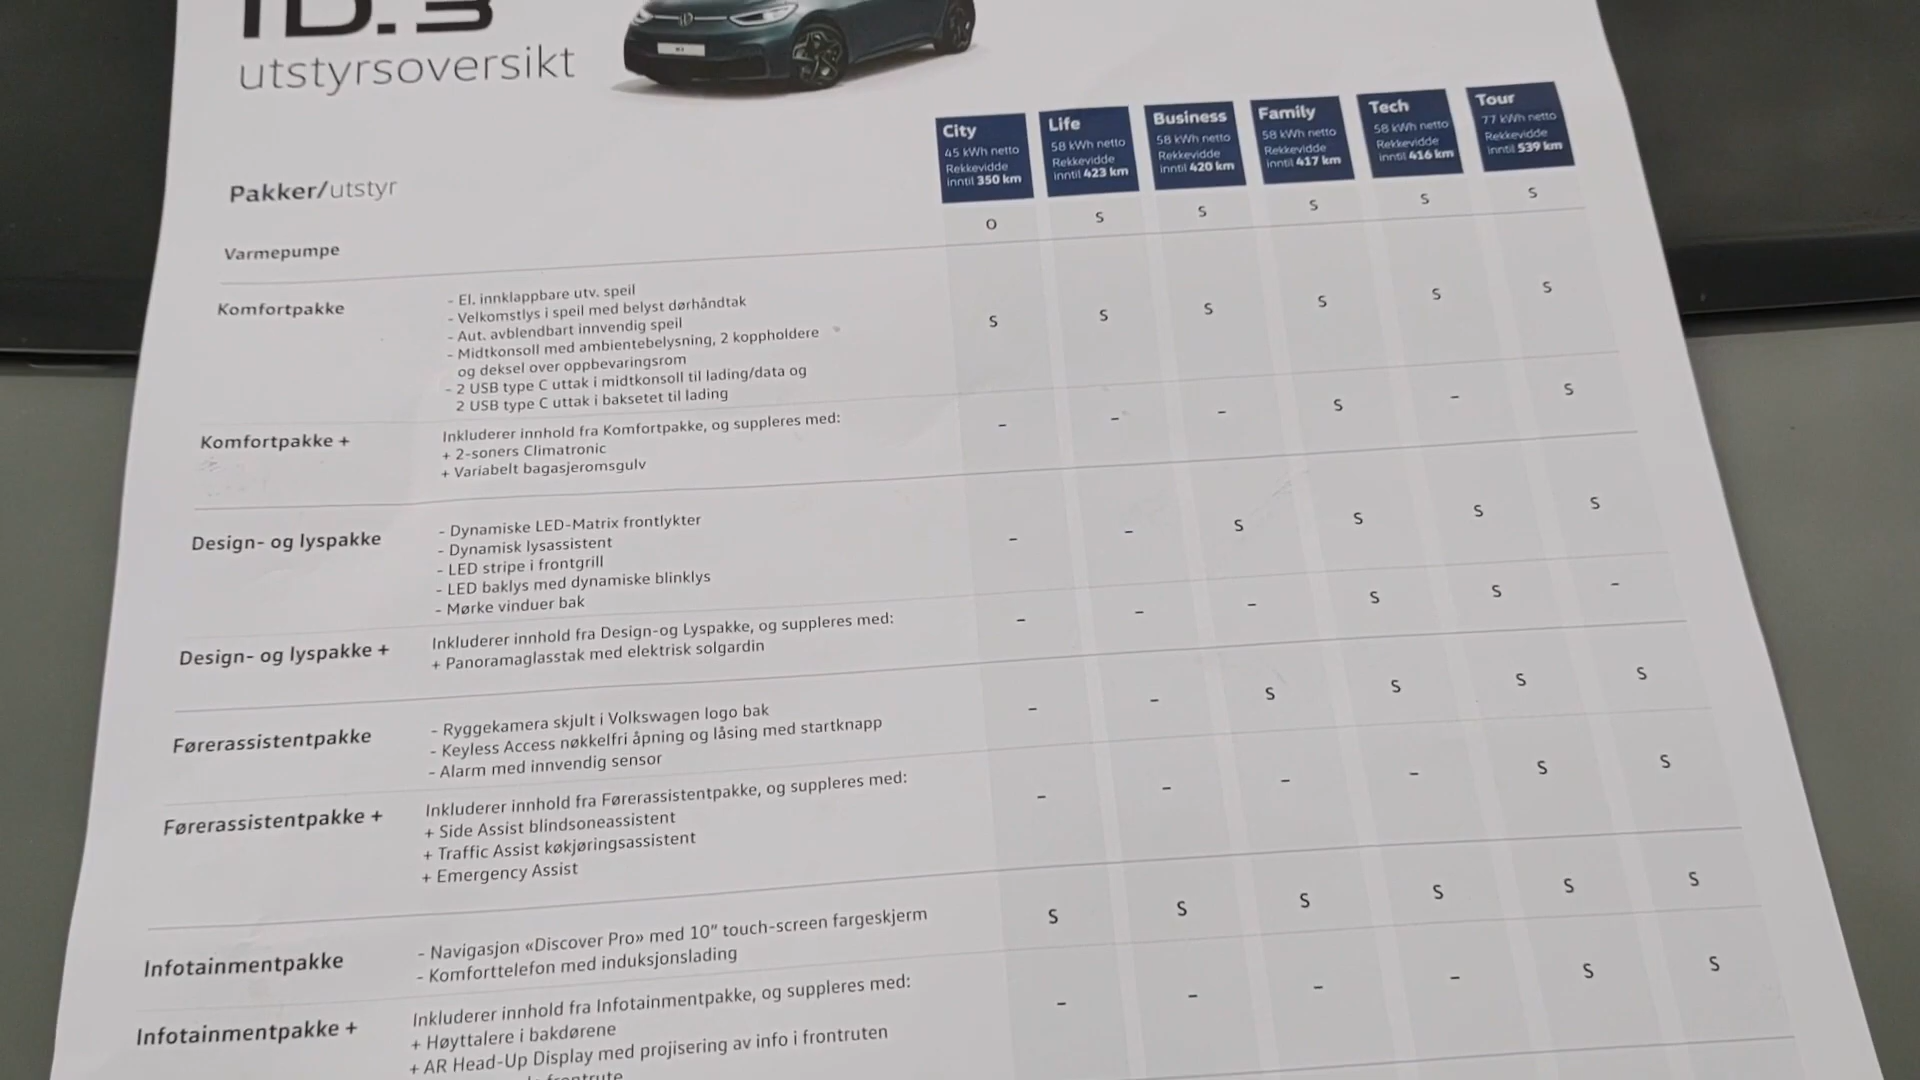 ID.3
utstyrsoversikt
City
45 kWh netto
Rekkevidde
inntil 350 km
Life
58 kWh netto
Rekkevidde
inntil 423 km
Business
58 kWh netto
Rekkevidde
inntil 420 km
Family
58 kWh netto
Rekkevidde
inntil 417 km
Tech
58 kWh netto
Rekkevidde
inntil 416 km
Tour
77 kWh netto
Rekkevidde
inntil 539 km
Pakker/utstyr
Varmepumpe O S S S S S
Komfortpakke
- El. innklappbare utv. speil
- Velkomstlys i speil med belyst dørhåndtak
- Aut. avblendbart innvendig speil
- Midtkonsoll med ambientebelysning, 2 koppholdere
og deksel over oppbevaringsrom
- 2 USB type C uttak i midtkonsoll til lading/data og
2 USB type C uttak i baksetet til lading
S S S S S S
Komfortpakke +
Inkluderer innhold fra Komfortpakke, og suppleres med:
+ 2-soners Climatronic
+ Variabelt bagasjeromsgulv
- - - S - S
Design- og lyspakke
- Dynamiske LED-Matrix frontlykter
- Dynamisk lysassistent
- LED stripe i frontgrill
- LED baklys med dynamiske blinklys
- Mørke vinduer bak
- - S S S S
Design- og lyspakke +
Inkluderer innhold fra Design-og Lyspakke, og suppleres med:
+ Panoramaglasstak med elektrisk solgardin
- - - S S -
Førerassistentpakke
- Ryggekamera skjult i Volkswagen logo bak
- Keyless Access nøkkelfri åpning og låsing med startknapp
- Alarm med innvendig sensor
- - S S S S
Førerassistentpakke +
Inkluderer innhold fra Førerassistentpakke, og suppleres med:
+ Side Assist blindsoneassistent
+ Traffic Assist køkjøringsassistent
+ Emergency Assist
- - - - S S
Infotainmentpakke
- Navigasjon «Discover Pro» med 10" touch-screen fargeskjerm
- Komforttelefon med induksjonslading
S S S S S S
Infotainmentpakke +
Inkluderer innhold fra Infotainmentpakke, og suppleres med:
+ Høyttalere i bakdørene
+ AR Head-Up Display med projisering av info i frontruten
- - - - S S